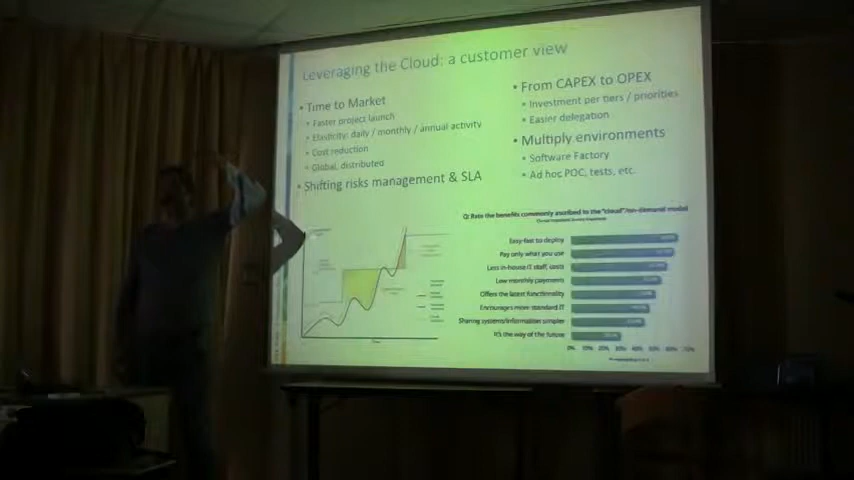 Leveraging the Cloud: a customer view
• Time to Market
• Faster project launch
• Elasticity: daily / monthly / annual activity
• Cost reduction
• Global, distributed
• Shifting risks management & SLA
• From CAPEX to OPEX
• Investment per tiers / priorities
• Easier delegation
• Multiply environments
• Software Factory
• Ad hoc POC, tests, etc.
Q: Rate the benefits commonly ascribed to the "cloud"/on-demand model
Easy/fast to deploy
Pay only what you use
Less in-house IT staff, costs
Low monthly payments
Offers the latest functionality
Encourages more standard IT
Sharing systems/information simpler
It's the way of the future
0% 10% 20% 30% 40% 50% 60% 70%